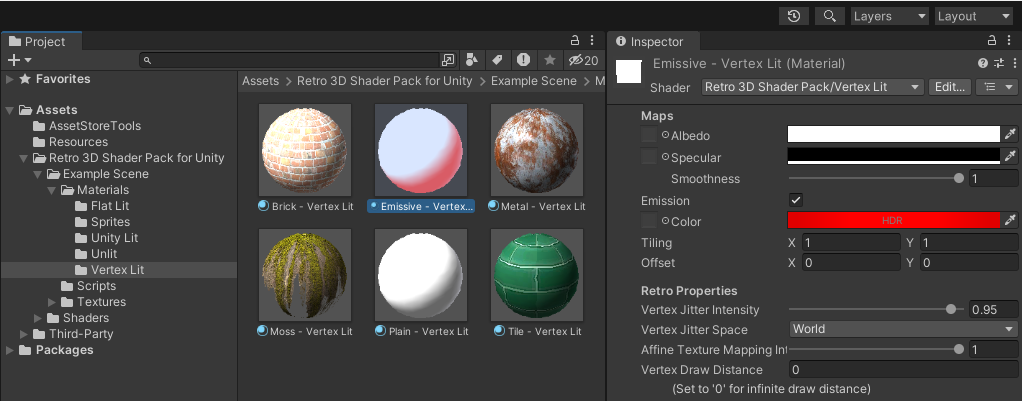 Layers
Layout
Project
20
Favorites
Assets
AssetStoreTools
Resources
Retro 3D Shader Pack for Unity
Example Scene
Materials
Flat Lit
Sprites
Unity Lit
Unlit
Vertex Lit
Scripts
Textures
Shaders
Third-Party
Packages
Assets > Retro 3D Shader Pack for Unity > Example Scene > M
Brick - Vertex Lit
Emissive - Vertex...
Metal - Vertex Lit
Moss - Vertex Lit
Plain - Vertex Lit
Tile - Vertex Lit
Inspector
Emissive - Vertex Lit (Material)
Shader Retro 3D Shader Pack/Vertex Lit Edit...
Maps
Albedo
Specular
Smoothness 1
Emission
Color HDR
Tiling X 1 Y 1
Offset X 0 Y 0
Retro Properties
Vertex Jitter Intensity 0.95
Vertex Jitter Space World
Affine Texture Mapping Int 1
Vertex Draw Distance 0
(Set to '0' for infinite draw distance)